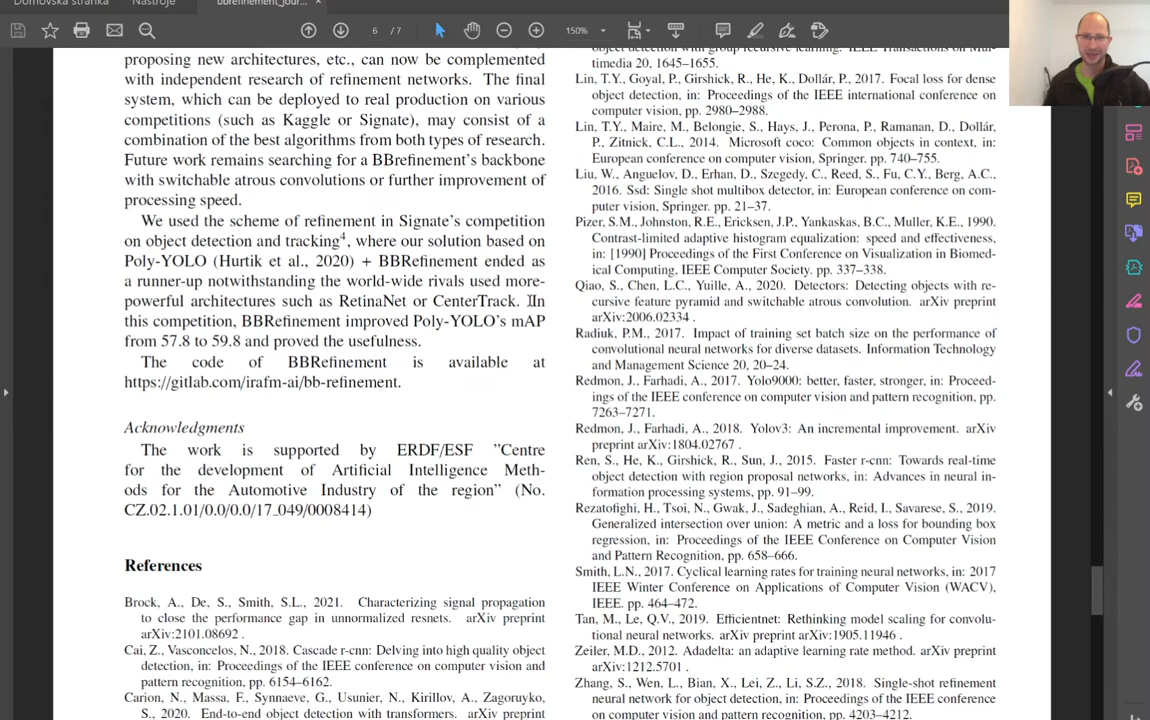 Domovská stránka
Nástroje
bbrefinement_jour...
6 / 7
150%
proposing new architectures, etc., can now be complemented
with independent research of refinement networks. The final
system, which can be deployed to real production on various
competitions (such as Kaggle or Signate), may consist of a
combination of the best algorithms from both types of research.
Future work remains searching for a BBrefinement's backbone
with switchable atrous convolutions or further improvement of
processing speed.
We used the scheme of refinement in Signate's competition
on object detection and tracking4, where our solution based on
Poly-YOLO (Hurtik et al., 2020) + BBRefinement ended as
a runner-up notwithstanding the world-wide rivals used more-
powerful architectures such as RetinaNet or CenterTrack. In
this competition, BBRefinement improved Poly-YOLO's mAP
from 57.8 to 59.8 and proved the usefulness.
The code of BBRefinement is available at
https://gitlab.com/irafm-ai/bb-refinement.
Acknowledgments
The work is supported by ERDF/ESF "Centre
for the development of Artificial Intelligence Meth-
ods for the Automotive Industry of the region" (No.
CZ.02.1.01/0.0/0.0/17_049/0008414)
References
Brock, A., De, S., Smith, S.L., 2021. Characterizing signal propagation
to close the performance gap in unnormalized resnets. arXiv preprint
arXiv:2101.08692 .
Cai, Z., Vasconcelos, N., 2018. Cascade r-cnn: Delving into high quality object
detection, in: Proceedings of the IEEE conference on computer vision and
pattern recognition, pp. 6154–6162.
Carion, N., Massa, F., Synnaeve, G., Usunier, N., Kirillov, A., Zagoruyko,
S., 2020. End-to-end object detection with transformers. arXiv preprint
object detection with group recursive learning. IEEE Transactions on Mul-
timedia 20, 1645–1655.
Lin, T.Y., Goyal, P., Girshick, R., He, K., Dollár, P., 2017. Focal loss for dense
object detection, in: Proceedings of the IEEE international conference on
computer vision, pp. 2980–2988.
Lin, T.Y., Maire, M., Belongie, S., Hays, J., Perona, P., Ramanan, D., Dollár,
P., Zitnick, C.L., 2014. Microsoft coco: Common objects in context, in:
European conference on computer vision, Springer. pp. 740–755.
Liu, W., Anguelov, D., Erhan, D., Szegedy, C., Reed, S., Fu, C.Y., Berg, A.C.,
2016. Ssd: Single shot multibox detector, in: European conference on com-
puter vision, Springer. pp. 21–37.
Pizer, S.M., Johnston, R.E., Ericksen, J.P., Yankaskas, B.C., Muller, K.E., 1990.
Contrast-limited adaptive histogram equalization: speed and effectiveness,
in: [1990] Proceedings of the First Conference on Visualization in Biomed-
ical Computing, IEEE Computer Society. pp. 337–338.
Qiao, S., Chen, L.C., Yuille, A., 2020. Detectors: Detecting objects with re-
cursive feature pyramid and switchable atrous convolution. arXiv preprint
arXiv:2006.02334 .
Radiuk, P.M., 2017. Impact of training set batch size on the performance of
convolutional neural networks for diverse datasets. Information Technology
and Management Science 20, 20–24.
Redmon, J., Farhadi, A., 2017. Yolo9000: better, faster, stronger, in: Proceed-
ings of the IEEE conference on computer vision and pattern recognition, pp.
7263–7271.
Redmon, J., Farhadi, A., 2018. Yolov3: An incremental improvement. arXiv
preprint arXiv:1804.02767 .
Ren, S., He, K., Girshick, R., Sun, J., 2015. Faster r-cnn: Towards real-time
object detection with region proposal networks, in: Advances in neural in-
formation processing systems, pp. 91–99.
Rezatofighi, H., Tsoi, N., Gwak, J., Sadeghian, A., Reid, I., Savarese, S., 2019.
Generalized intersection over union: A metric and a loss for bounding box
regression, in: Proceedings of the IEEE Conference on Computer Vision
and Pattern Recognition, pp. 658–666.
Smith, L.N., 2017. Cyclical learning rates for training neural networks, in: 2017
IEEE Winter Conference on Applications of Computer Vision (WACV),
IEEE. pp. 464–472.
Tan, M., Le, Q.V., 2019. Efficientnet: Rethinking model scaling for convolu-
tional neural networks. arXiv preprint arXiv:1905.11946 .
Zeiler, M.D., 2012. Adadelta: an adaptive learning rate method. arXiv preprint
arXiv:1212.5701 .
Zhang, S., Wen, L., Bian, X., Lei, Z., Li, S.Z., 2018. Single-shot refinement
neural network for object detection, in: Proceedings of the IEEE conference
on computer vision and pattern recognition, pp. 4203–4212.